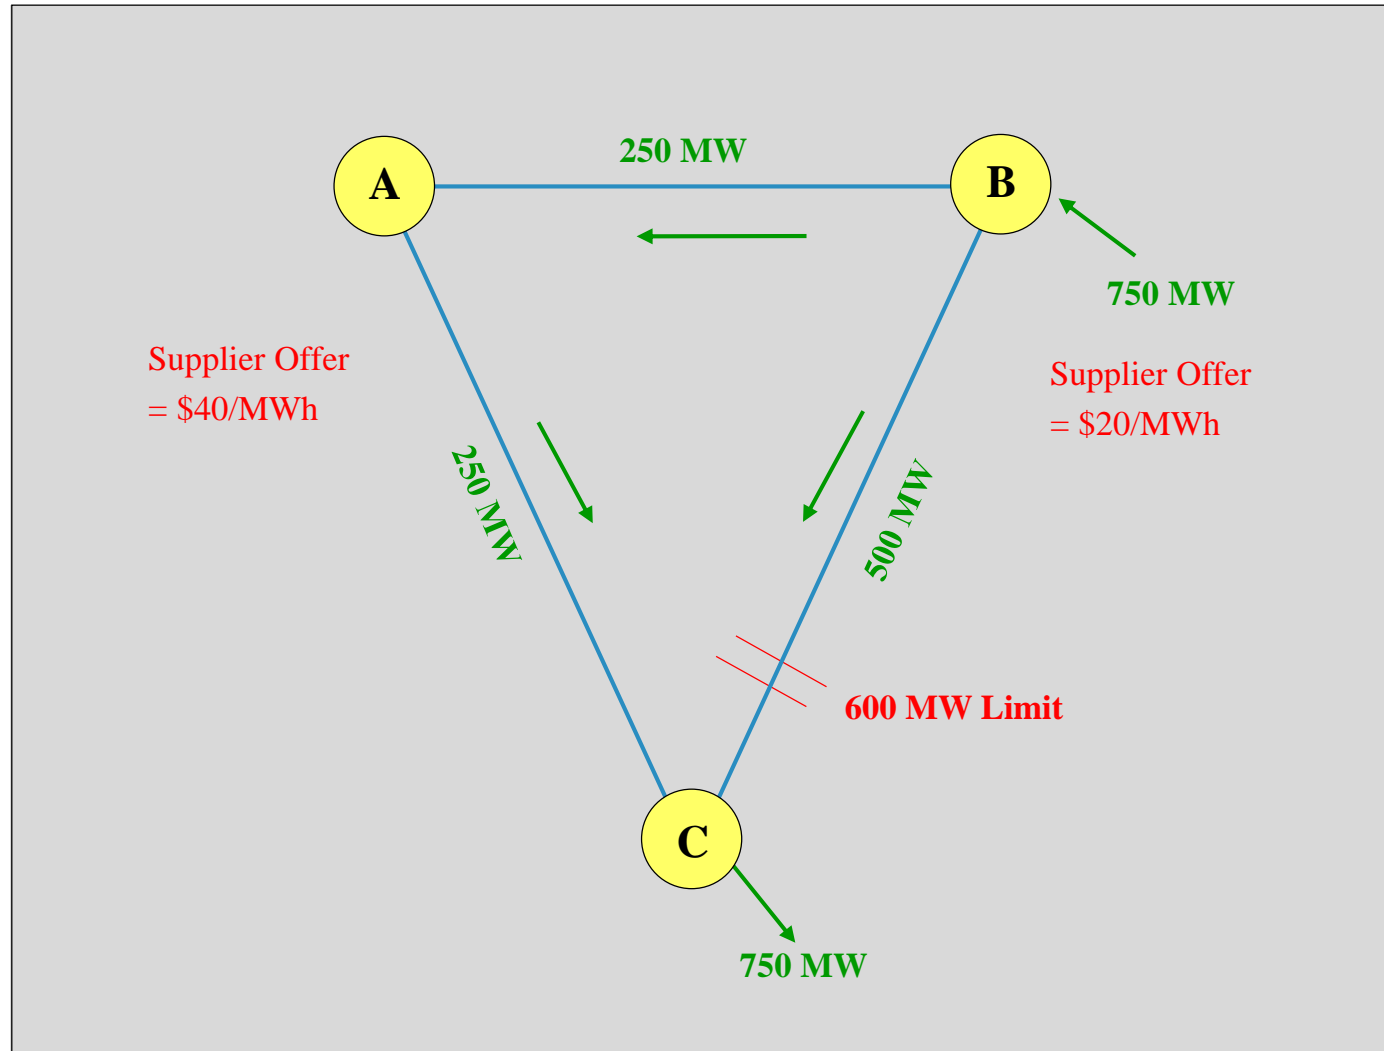 250 MW
A
B
750 MW
Supplier Offer
= $40/MWh
Supplier Offer
= $20/MWh
250 MW
500 MW
600 MW Limit
C
750 MW